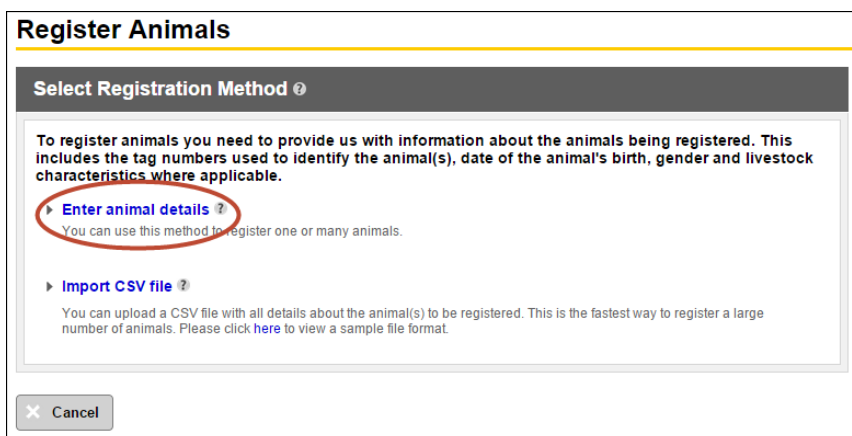 Register Animals
Select Registration Method ?
To register animals you need to provide us with information about the animals being registered. This
includes the tag numbers used to identify the animal(s), date of the animal's birth, gender and livestock
characteristics where applicable.
Enter animal details ?
You can use this method to register one or many animals.
Import CSV file ?
You can upload a CSV file with all details about the animal(s) to be registered. This is the fastest way to register a large
number of animals. Please click here to view a sample file format.
Cancel